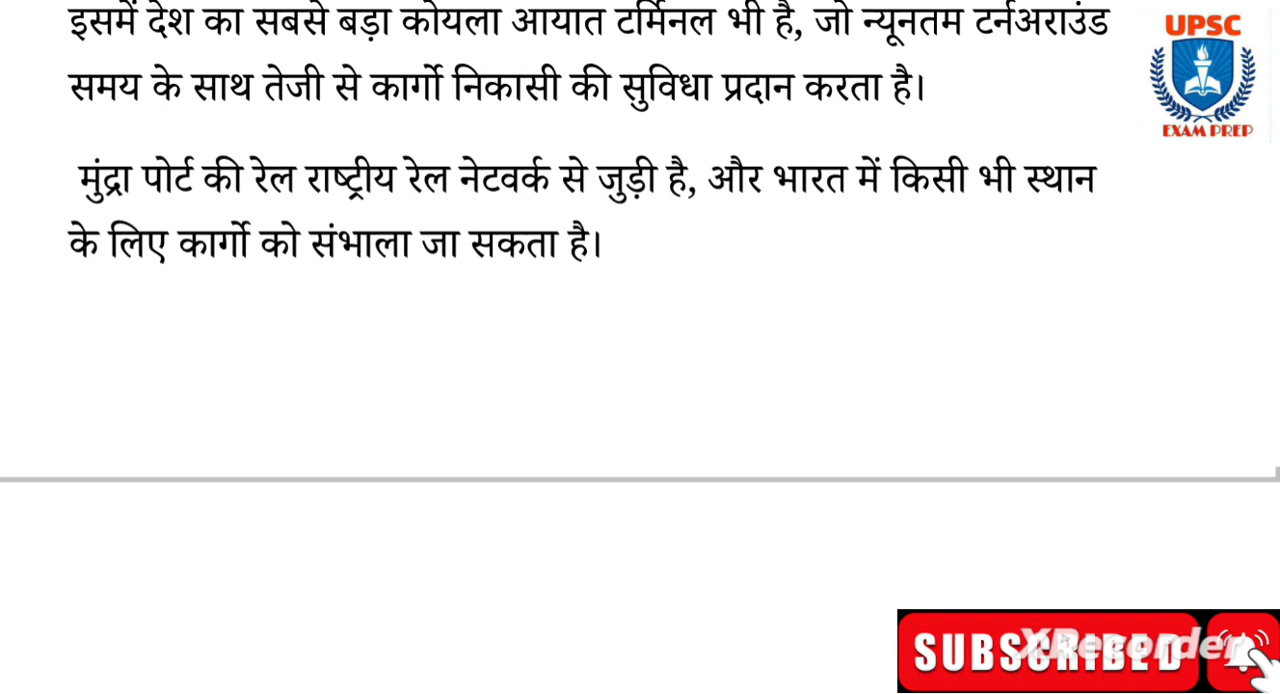 इसमें देश का सबसे बड़ा कोयला आयात टर्मिनल भी है, जो न्यूनतम टर्नअराउंड
समय के साथ तेजी से कार्गो निकासी की सुविधा प्रदान करता है।
मुंद्रा पोर्ट की रेल राष्ट्रीय रेल नेटवर्क से जुड़ी है, और भारत में किसी भी स्थान
के लिए कार्गो को संभाला जा सकता है।
UPSC
EXAM PREP
SUBSCRIBED
XRecorder